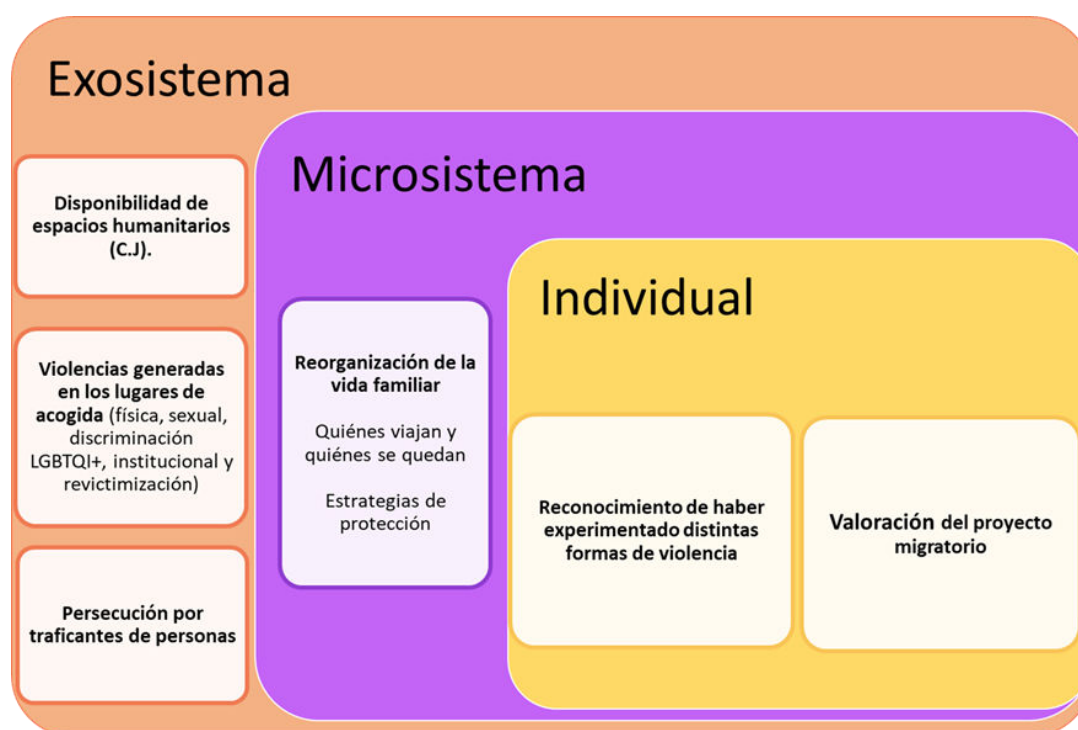 Exosistema
Disponibilidad de
espacios humanitarios
(C.J).
Violencias generadas
en los lugares de
acogida (física, sexual,
discriminación
LGBTQI+, institucional y
revictimización)
Persecución por
traficantes de personas
Microsistema
Reorganización de la
vida familiar
Quiénes viajan y
quiénes se quedan
Estrategias de
protección
Individual
Reconocimiento de haber
experimentado distintas
formas de violencia
Valoración del proyecto
migratorio